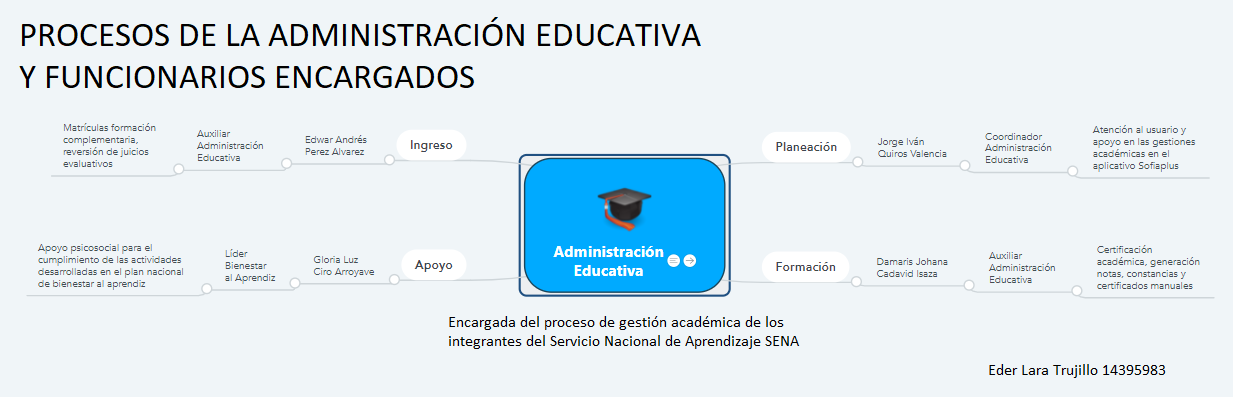 PROCESOS DE LA ADMINISTRACIÓN EDUCATIVA
Y FUNCIONARIOS ENCARGADOS
Matrículas formación
complementaria,
reversión de juicios
evaluativos
Auxiliar
Administración
Educativa
Edwar Andrés
Perez Alvarez
Ingreso
Planeación
Jorge Iván
Quiros Valencia
Coordinador
Administración
Educativa
Atención al usuario y
apoyo en las gestiones
académicas en el
aplicativo Sofiaplus
Apoyo psicosocial para el
cumplimiento de las actividades
desarrolladas en el plan nacional
de bienestar al aprendiz
Líder
Bienestar
al Aprendiz
Gloria Luz
Ciro Arroyave
Apoyo
Administración
Educativa
Formación
Damaris Johana
Cadavid Isaza
Auxiliar
Administración
Educativa
Certificación
académica, generación
notas, constancias y
certificados manuales
Encargada del proceso de gestión académica de los
integrantes del Servicio Nacional de Aprendizaje SENA
Eder Lara Trujillo 14395983